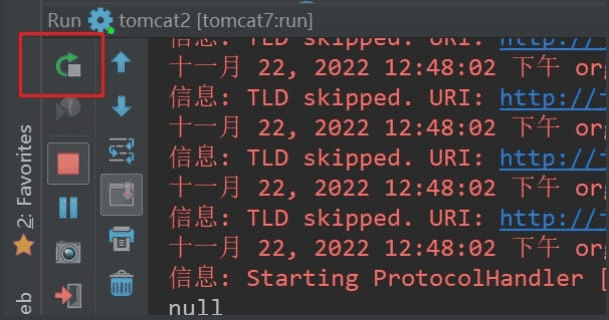 Run tomcat2 [tomcat7:run]
信息: TLD skipped. URI: http://
十一月 22, 2022 12:48:02 下午 org
信息: TLD skipped. URI: http://
十一月 22, 2022 12:48:02 下午 org
信息: TLD skipped. URI: http://
十一月 22, 2022 12:48:02 下午 org
信息: TLD skipped. URI: http://
十一月 22, 2022 12:48:02 下午 org
信息: Starting ProtocolHandler [
null
2: Favorites
eb